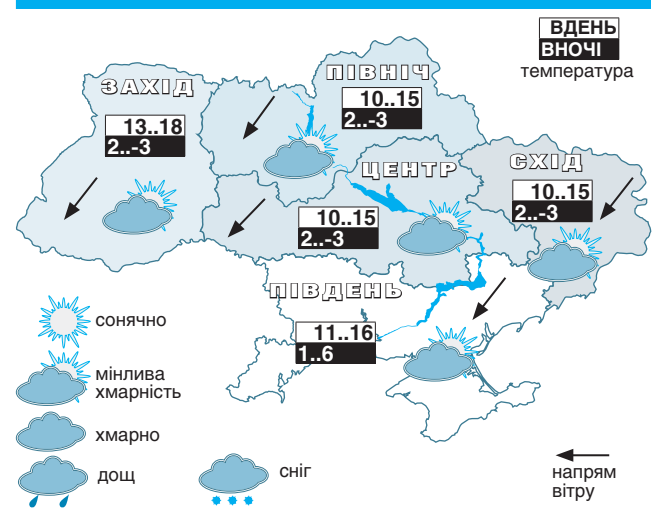 ВДЕНЬ
ВНОЧІ
температура
ПІВНІЧ
10..15
2..-3
ЗАХІД
13..18
2..-3
ЦЕНТР
10..15
2..-3
СХІД
10..15
2..-3
ПІВДЕНЬ
11..16
1..6
сонячно
мінлива
хмарність
хмарно
дощ
сніг
напрям
вітру